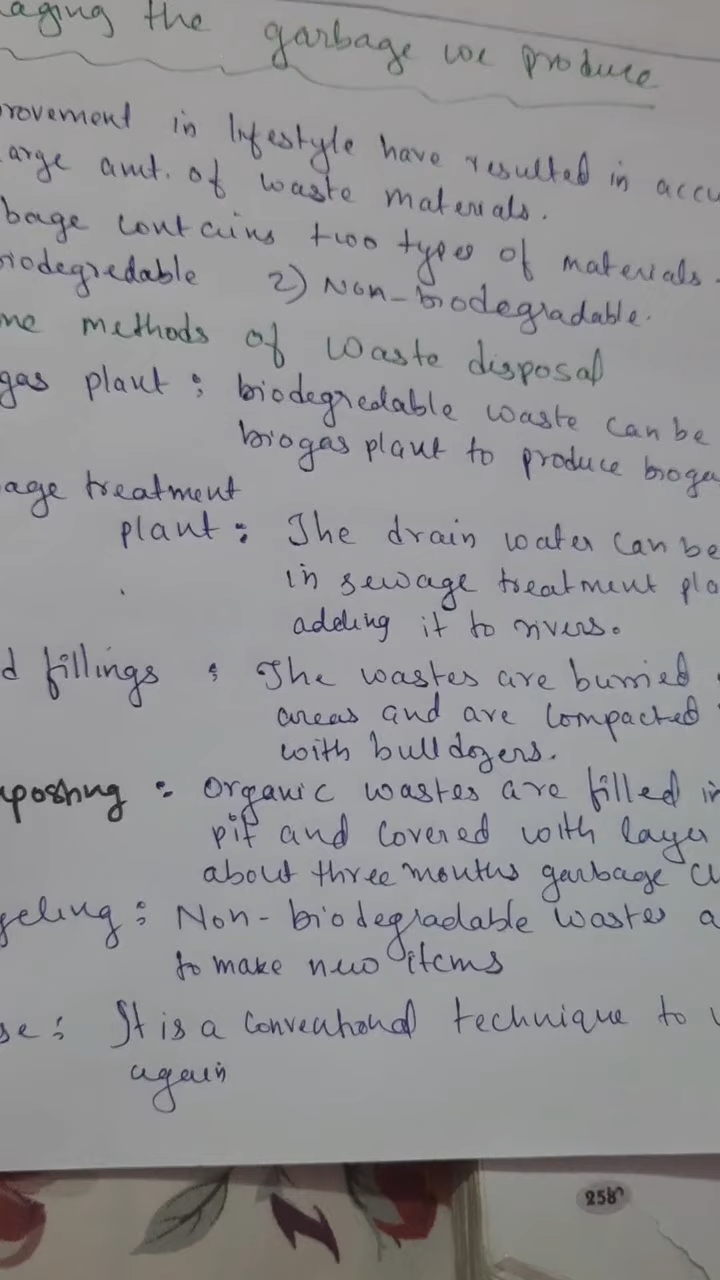 aging the garbage we produce
rovement in lifestyle have resulted in accu
arge amt. of waste materials.
bage contains two types of materials -
iodegredable 2) Non-biodegradable.
me methods of waste disposal
gas plant : biodegredable waste can be
biogas plant to produce bioga
age treatment
plant : The drain water can be
in sewage treatment pla
adding it to rivers.
d fillings : The wastes are burried
areas and are compacted
with bulldozers.
mposting : Organic wastes are filled in
pit and covered with layer
about three months garbage c
ycling : Non-biodegradable wastes a
to make new items
se : It is a conventional technique to u
again
258